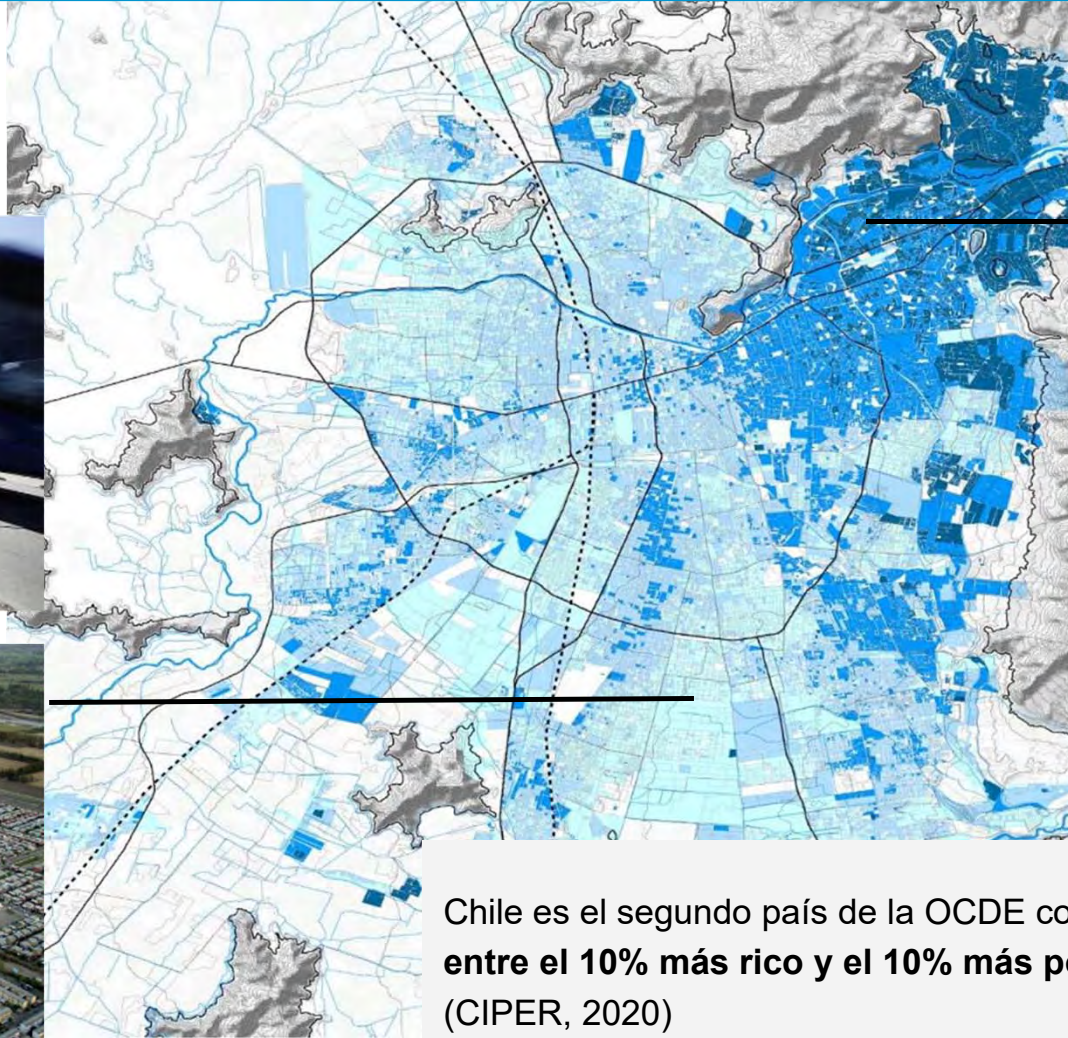 Chile es el segundo país de la OCDE co
entre el 10% más rico y el 10% más p
(CIPER, 2020)